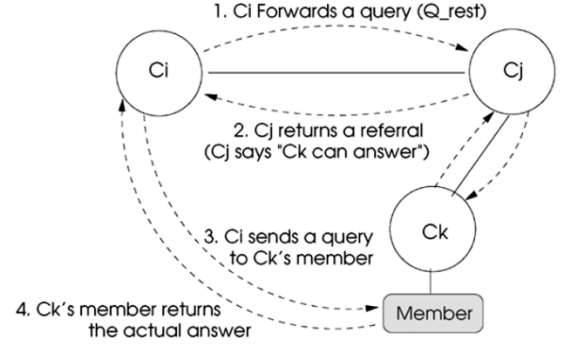 1. Ci Forwards a query (Q_rest)
Ci
Cj
2. Cj returns a referral
(Cj says "Ck can answer")
Ck
3. Ci sends a query
to Ck's member
4. Ck's member returns
the actual answer
Member